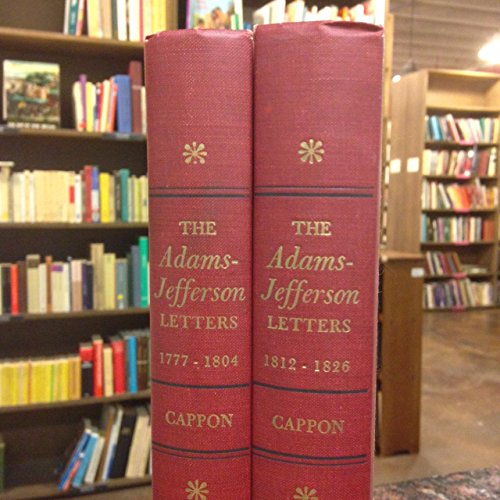 THE
Adams-
Jefferson
LETTERS
1777 - 1804
CAPPON
THE
Adams-
Jefferson
LETTERS
1812 - 1826
CAPPON